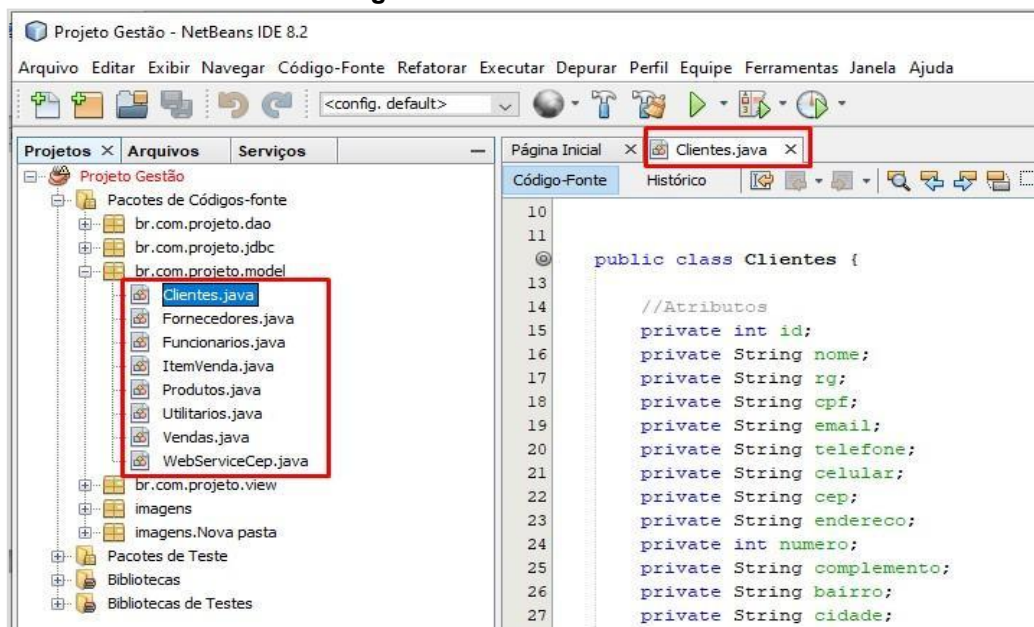 Projeto Gestão - NetBeans IDE 8.2
Arquivo Editar Exibir Navegar Código-Fonte Refatorar Executar Depurar Perfil Equipe Ferramentas Janela Ajuda
<config. default>
Projetos Arquivos Serviços
Página Inicial Clientes.java
Projeto Gestão
Pacotes de Códigos-fonte
br.com.projeto.dao
br.com.projeto.jdbc
br.com.projeto.model
Clientes.java
Fornecedores.java
Funcionarios.java
ItemVenda.java
Produtos.java
Utilitarios.java
Vendas.java
WebServiceCep.java
br.com.projeto.view
imagens
imagens.Nova pasta
Pacotes de Teste
Bibliotecas
Bibliotecas de Testes
Código-Fonte Histórico
10
11
public class Clientes {
13
14 //Atributos
15 private int id;
16 private String nome;
17 private String rg;
18 private String cpf;
19 private String email;
20 private String telefone;
21 private String celular;
22 private String cep;
23 private String endereco;
24 private int numero;
25 private String complemento;
26 private String bairro;
27 private String cidade;